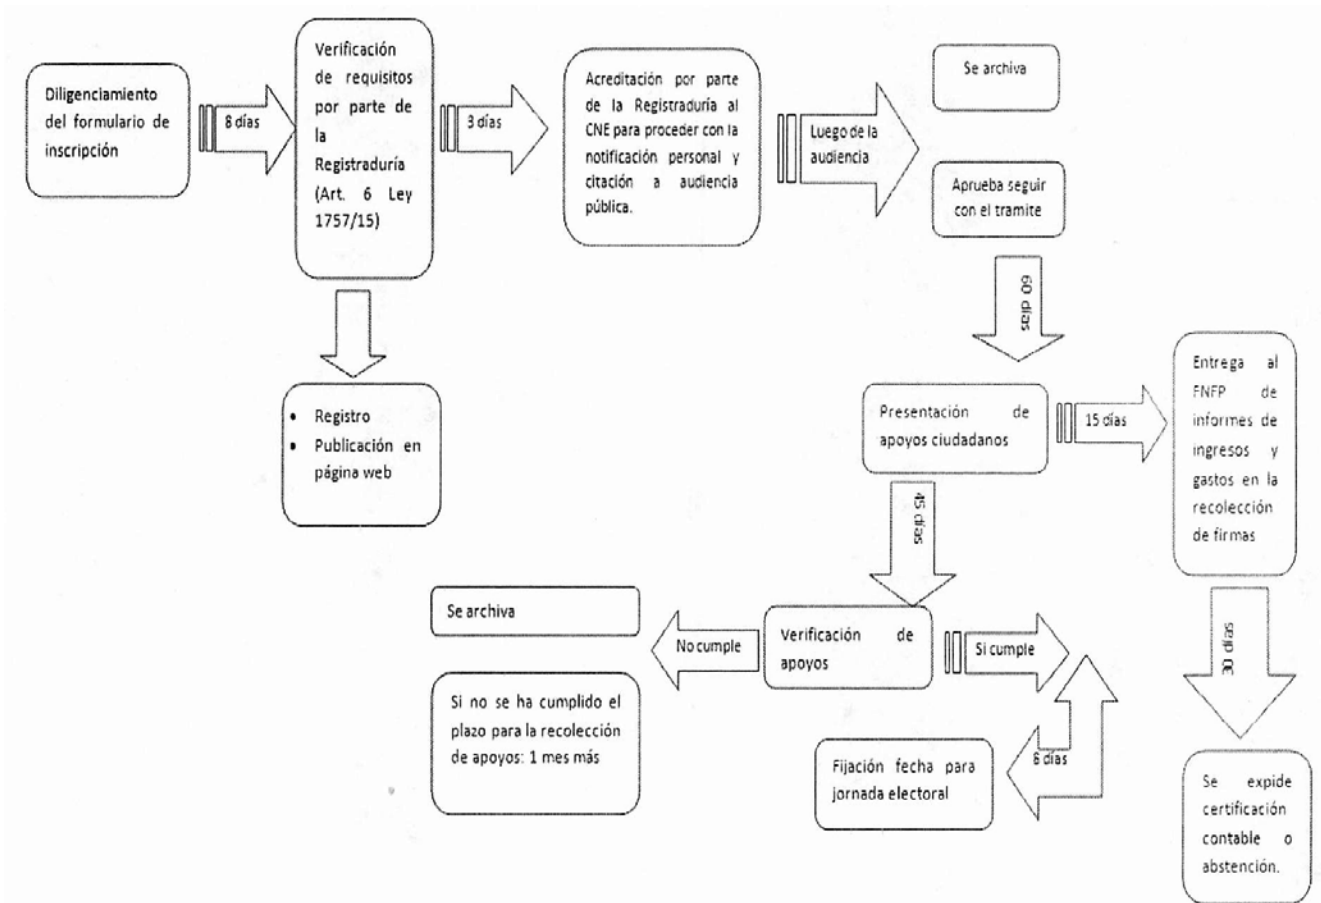 Diligenciamiento
del formulario de
inscripción
8 días
Verificación
de requisitos
por parte de
la
Registraduría
(Art. 6 Ley
1757/15)
3 días
Acreditación por parte
de la Registraduría al
CNE para proceder con la
notificación personal y
citación a audiencia
pública.
Luego de la
audiencia
Se archiva
Aprueba seguir
con el tramite
• Registro
• Publicación en
página web
60 días
Presentación de
apoyos ciudadanos
15 días
Entrega al
FNFP de
informes de
ingresos y
gastos en la
recolección
de firmas
45 días
30 días
Verificación de
apoyos
No cumple
Se archiva
Si no se ha cumplido el
plazo para la recolección
de apoyos: 1 mes más
Si cumple
6 días
Fijación fecha para
jornada electoral
Se expide
certificación
contable o
abstención.